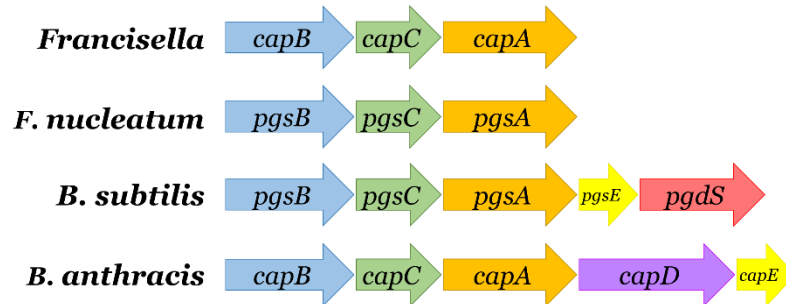 Francisella capB capC capA
F. nucleatum pgsB pgsC pgsA
B. subtilis pgsB pgsC pgsA pgsE pgdS
B. anthracis capB capC capA capD capE